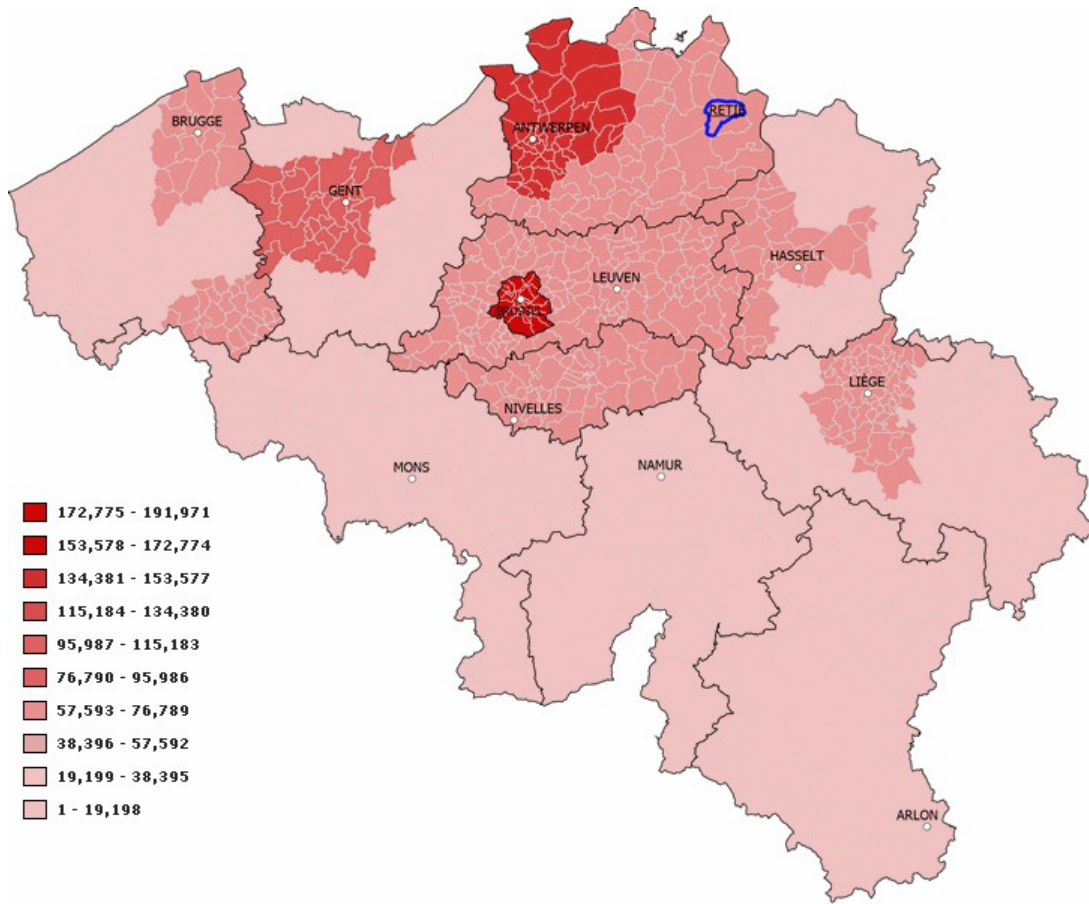 BRUGGE
ANTWERPEN
RETIE
GENT
HASSELT
LEUVEN
BRUSSEL
LIÈGE
NIVELLES
MONS
NAMUR
ARLON
172,775 - 191,971
153,578 - 172,774
134,381 - 153,577
115,184 - 134,380
95,987 - 115,183
76,790 - 95,986
57,593 - 76,789
38,396 - 57,592
19,199 - 38,395
1 - 19,198